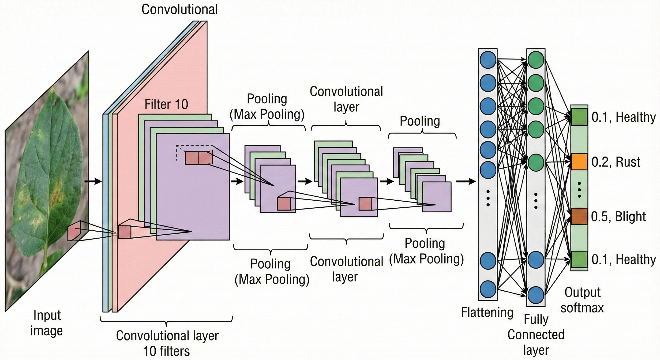 Convolutional
Filter 10
Pooling
(Max Pooling)
Convolutional
layer
Pooling
0.1, Healthy
0.2, Rust
0.5, Blight
0.1, Healthy
Input
image
Convolutional layer
10 filters
Pooling
(Max Pooling)
Convolutional
layer
Pooling
(Max Pooling)
Flattening
Fully
Connected
layer
Output
softmax